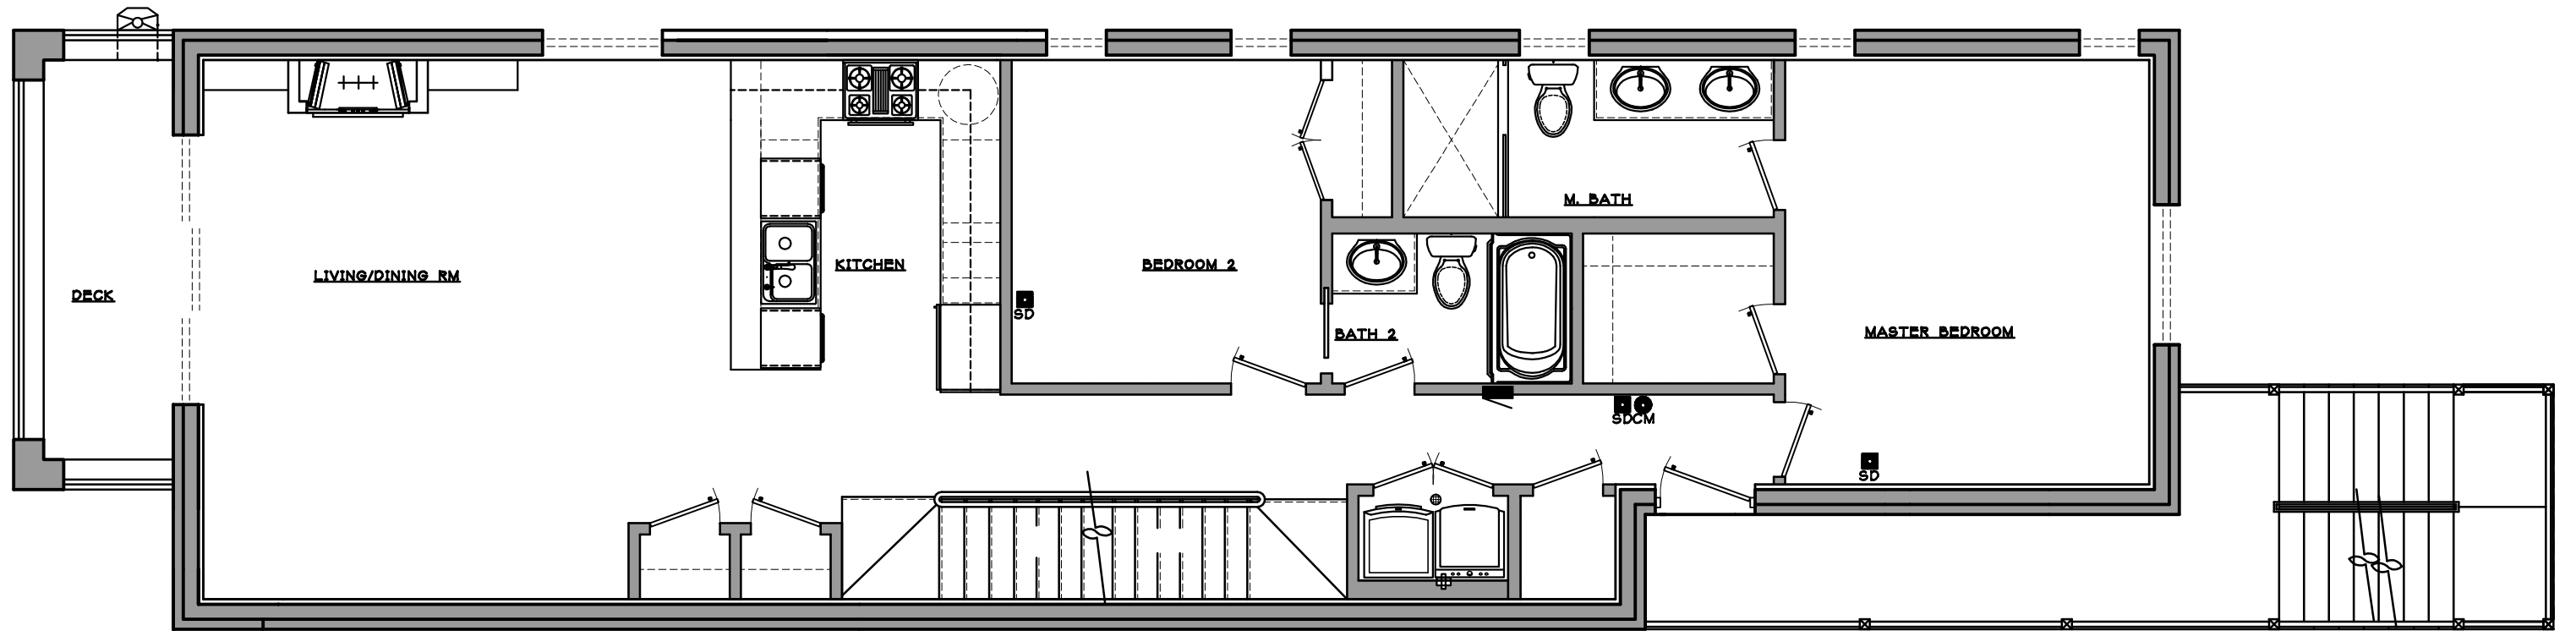 M. BATH
LIVING/DINING RM
KITCHEN
BEDROOM 2
DECK
SD
BATH 2
MASTER BEDROOM
SDCM
SD